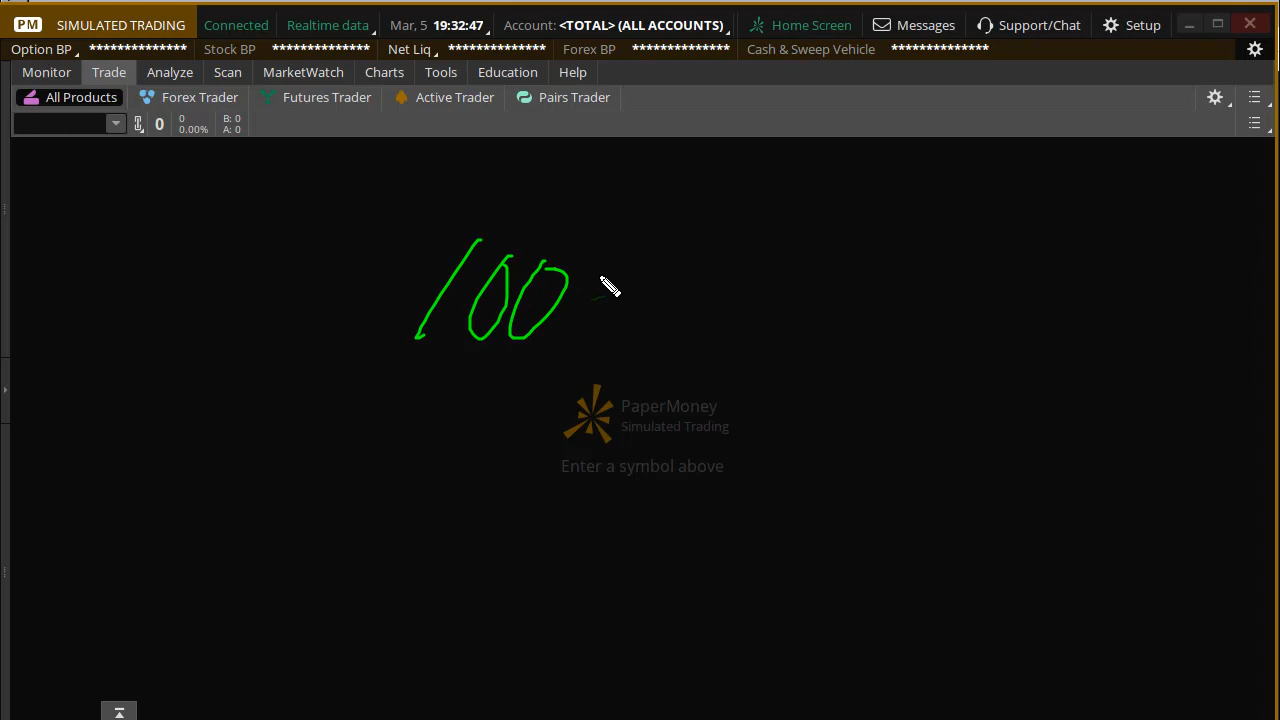 PM SIMULATED TRADING Connected Realtime data Mar, 5 19:32:47 Account: <TOTAL> (ALL ACCOUNTS) Home Screen Messages Support/Chat Setup
Option BP ************** Stock BP ************** Net Liq ************** Forex BP ************** Cash & Sweep Vehicle **************
Monitor Trade Analyze Scan MarketWatch Charts Tools Education Help
All Products Forex Trader Futures Trader Active Trader Pairs Trader
0 0 B: 0
0.00% A: 0
100
PaperMoney
Simulated Trading
Enter a symbol above